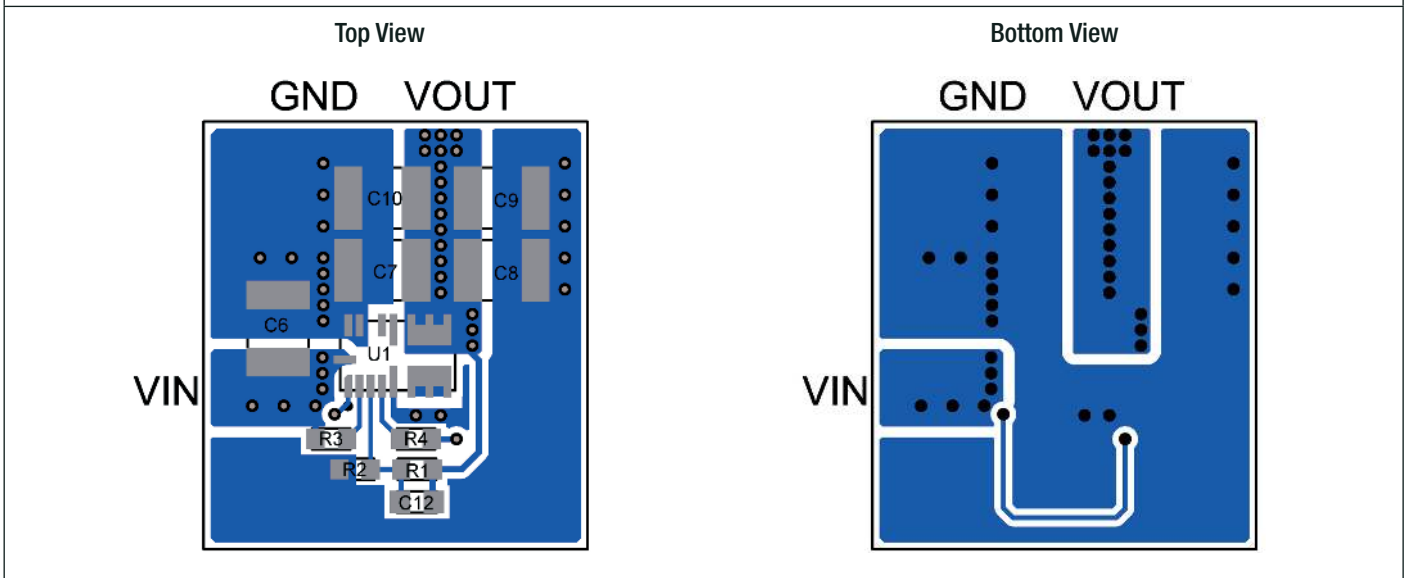 Top View
Bottom View
GND VOUT
GND VOUT
C10 C9
C7 C8
C6
U1
VIN
VIN
R3 R4
R2 R1
C12